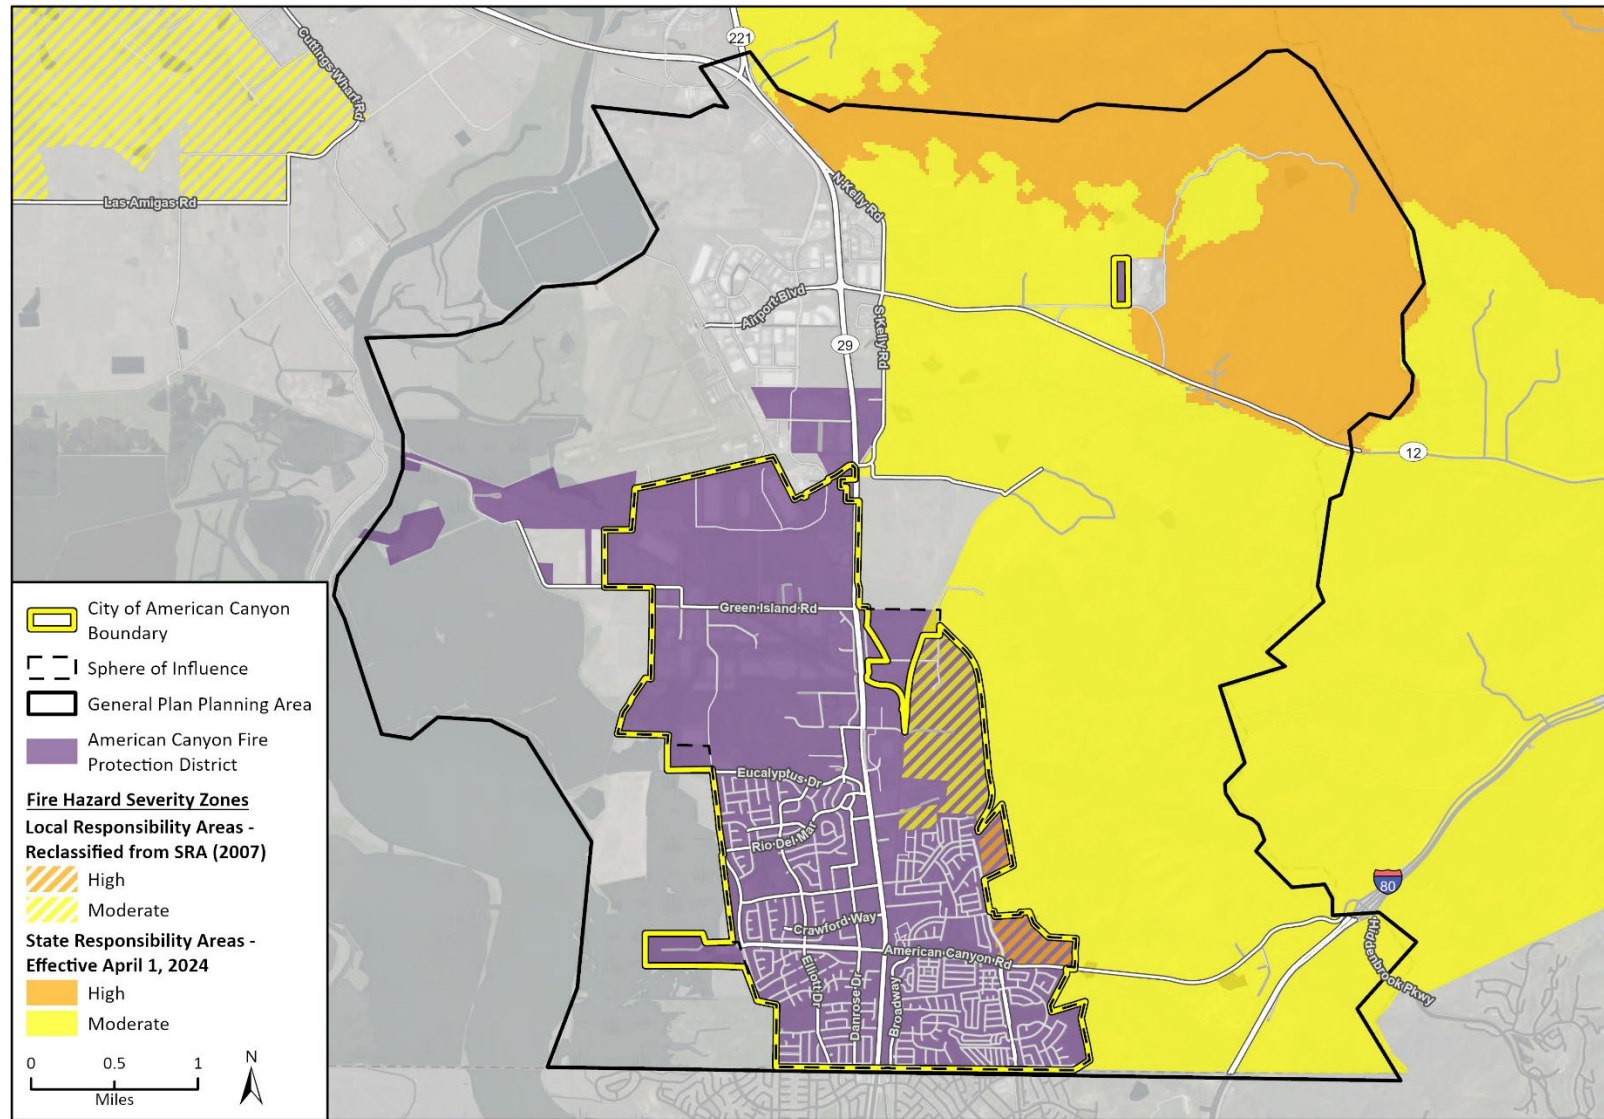 221
Cuttings Wharf Rd
Las Amigas Rd
N Kelly Rd
Airport Blvd
S Kelly Rd
29
12
Green Island Rd
Eucalyptus Dr
Rio Del Mar
Crawford Way
American Canyon Rd
Elliott Dr
Danrose Dr
Broadway
80
Hiddenbrook Pkwy
City of American Canyon
Boundary
Sphere of Influence
General Plan Planning Area
American Canyon Fire
Protection District
Fire Hazard Severity Zones
Local Responsibility Areas -
Reclassified from SRA (2007)
High
Moderate
State Responsibility Areas -
Effective April 1, 2024
High
Moderate
0 0.5 1
Miles
N